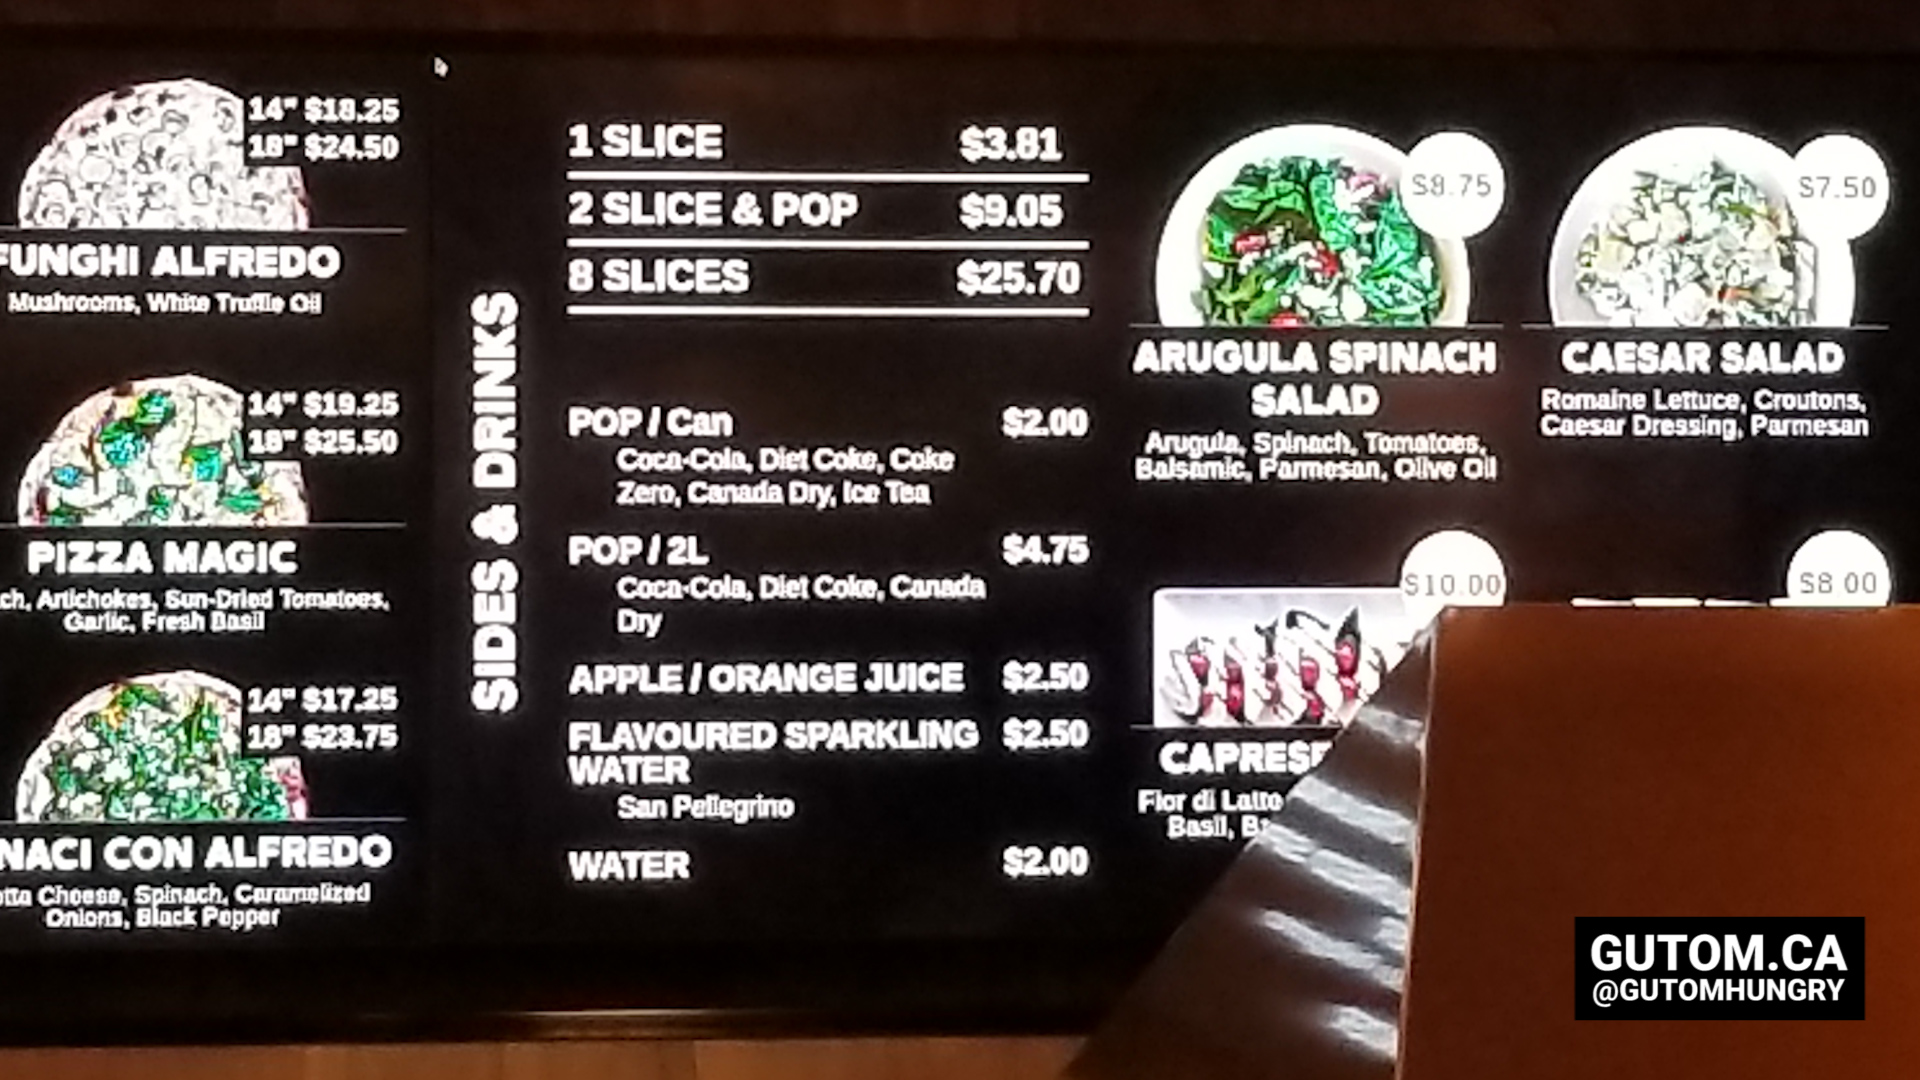 14" $18.25
18" $24.50
FUNGHI ALFREDO
Mushrooms, White Truffle Oil
14" $19.25
18" $25.50
PIZZA MAGIC
Artichokes, Sun-Dried Tomatoes,
Garlic, Fresh Basil
14" $17.25
18" $23.75
NACI CON ALFREDO
Cheese, Spinach, Caramelized
Onions, Black Pepper
SIDES & DRINKS
1 SLICE $3.81
2 SLICE & POP $9.05
8 SLICES $25.70
POP / Can $2.00
Coca-Cola, Diet Coke, Coke
Zero, Canada Dry, Ice Tea
POP / 2L $4.75
Coca-Cola, Diet Coke, Canada
Dry
APPLE / ORANGE JUICE $2.50
FLAVOURED SPARKLING $2.50
WATER
San Pellegrino
WATER $2.00
$8.75
ARUGULA SPINACH
SALAD
Arugula, Spinach, Tomatoes,
Balsamic, Parmesan, Olive Oil
$7.50
CAESAR SALAD
Romaine Lettuce, Croutons,
Caesar Dressing, Parmesan
$10.00
CAPRESE
Fior di Latte
Basil,
$8.00
GUTOM.CA
@GUTOMHUNGRY